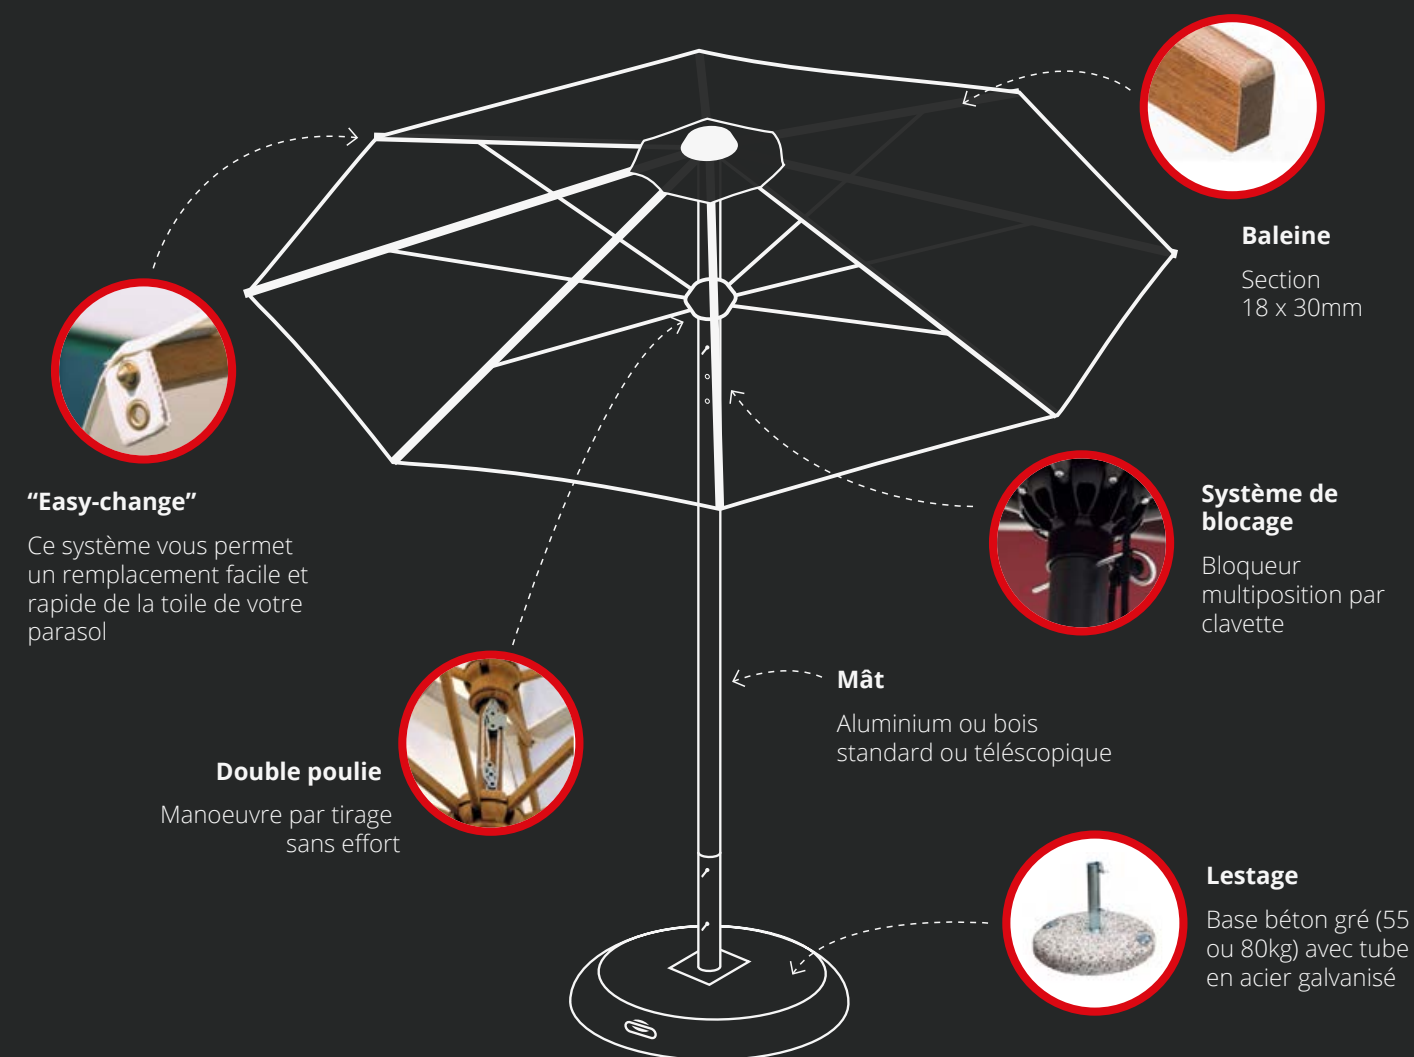 Baleine
Section
18 x 30mm
“Easy-change”
Ce système vous permet
un remplacement facile et
rapide de la toile de votre
parasol
Système de
blocage
Bloqueur
multiposition par
clavette
Mât
Aluminium ou bois
standard ou téléscopique
Double poulie
Manoeuvre par tirage
sans effort
Lestage
Base béton gré (55
ou 80kg) avec tube
en acier galvanisé